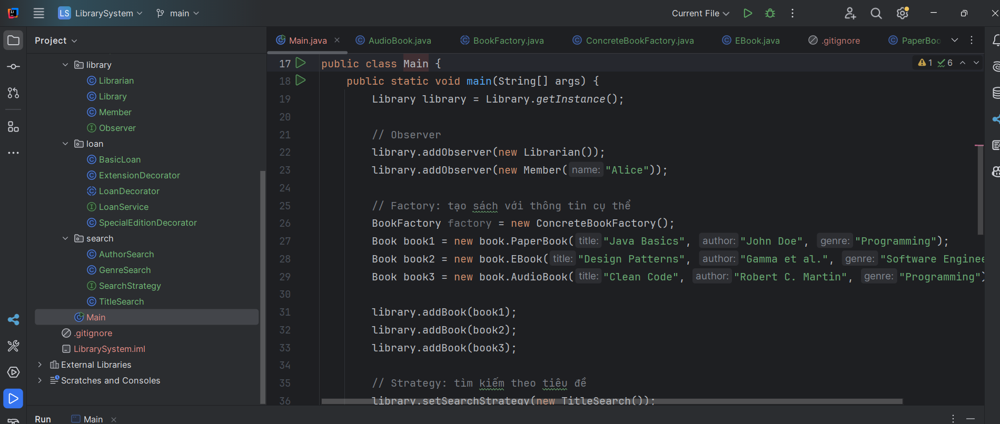 LS LibrarySystem main Current File
Project
Main.java AudioBook.java BookFactory.java ConcreteBookFactory.java EBook.java .gitignore PaperBoo
library
Librarian
Library
Member
Observer
loan
BasicLoan
ExtensionDecorator
LoanDecorator
LoanService
SpecialEditionDecorator
search
AuthorSearch
GenreSearch
SearchStrategy
TitleSearch
Main
.gitignore
LibrarySystem.iml
External Libraries
Scratches and Consoles
1 6
17 public class Main {
18 public static void main(String[] args) {
19 Library library = Library.getInstance();
20
21 // Observer
22 library.addObserver(new Librarian());
23 library.addObserver(new Member( name: "Alice"));
24
25 // Factory: tạo sách với thông tin cụ thể
26 BookFactory factory = new ConcreteBookFactory();
27 Book book1 = new book.PaperBook( title: "Java Basics", author: "John Doe", genre: "Programming");
28 Book book2 = new book.EBook( title: "Design Patterns", author: "Gamma et al.", genre: "Software Enginee
29 Book book3 = new book.AudioBook( title: "Clean Code", author: "Robert C. Martin", genre: "Programming")
30
31 library.addBook(book1);
32 library.addBook(book2);
33 library.addBook(book3);
34
35 // Strategy: tìm kiếm theo tiêu đề
36 library.setSearchStrategy(new TitleSearch());
Run Main